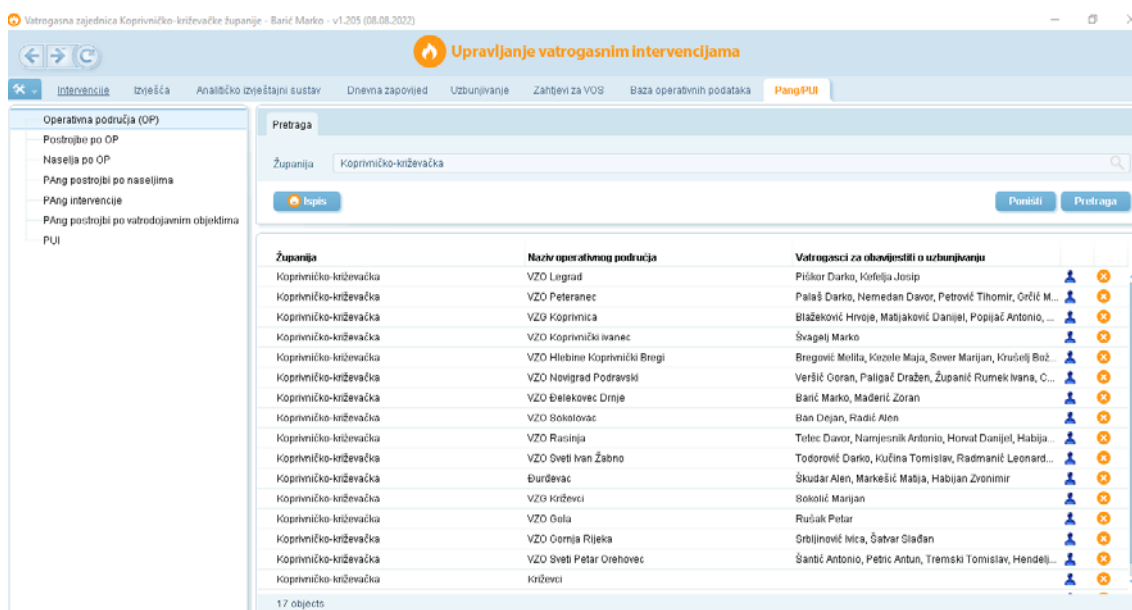 Vatrogasna zajednica Koprivničko-križevačke županije - Barić Marko - v1.205 (08.08.2022)
Upravljanje vatrogasnim intervencijama
Intervencije Izvješća Analitičko izvještajni sustav Dnevna zapovijed Uzbunjivanje Zahtjevi za VOS Baza operativnih podataka Pang/PUI
Operativna područja (OP)
Postrojbe po OP
Naselja po OP
PAng postrojbi po naseljima
PAng intervencije
PAng postrojbi po vatrodojavnim objektima
PUI
Pretraga
Županija Koprivničko-križevačka
Ispis Poništi Pretraga
Županija Naziv operativnog područja Vatrogasci za obavijestiti o uzbunjivanju
Koprivničko-križevačka VZO Legrad Piškor Darko, Kefelja Josip
Koprivničko-križevačka VZO Peteranec Palaš Darko, Nemedan Davor, Petrović Tihomir, Grčić M...
Koprivničko-križevačka VZG Koprivnica Blažeković Hrvoje, Matijaković Danijel, Popijač Antonio, ...
Koprivničko-križevačka VZO Koprivnički ivanec Švagelj Marko
Koprivničko-križevačka VZO Hlebine Koprivnički Bregi Bregović Melita, Kezele Maja, Sever Marijan, Krušelj Bož...
Koprivničko-križevačka VZO Novigrad Podravski Veršić Goran, Paligač Dražen, Županić Rumek Ivana, C...
Koprivničko-križevačka VZO Đelekovec Drnje Barić Marko, Mađerić Zoran
Koprivničko-križevačka VZO Sokolovac Ban Dejan, Radić Alen
Koprivničko-križevačka VZO Rasinja Tetec Davor, Namjesnik Antonio, Horvat Danijel, Habija...
Koprivničko-križevačka VZO Sveti Ivan Žabno Todorović Darko, Kučina Tomislav, Radmanić Leonard...
Koprivničko-križevačka Đurđevac Škudar Alen, Markešić Matija, Habijan Zvonimir
Koprivničko-križevačka VZG Križevci Sokolić Marijan
Koprivničko-križevačka VZO Gola Rušak Petar
Koprivničko-križevačka VZO Gornja Rijeka Srbljinović Ivica, Šatvar Slađan
Koprivničko-križevačka VZO Sveti Petar Orehovec Šantić Antonio, Petric Antun, Tremski Tomislav, Hendelj...
Koprivničko-križevačka Križevci
17 objects